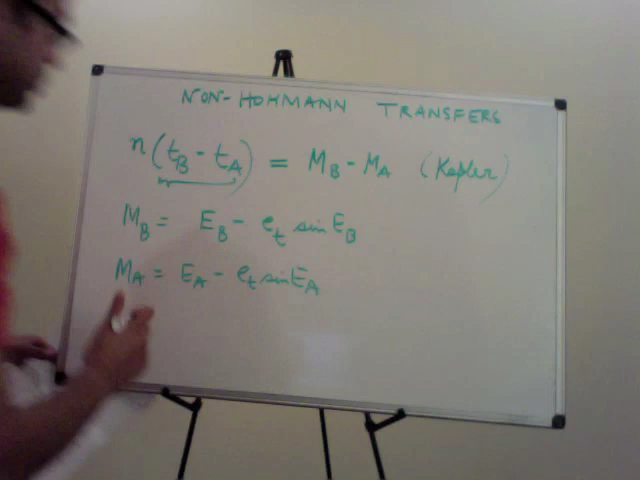 NON-HOHMANN TRANSFERS
n(t_B - t_A) = M_B - M_A (Kepler)
M_B = E_B - e_t sin E_B
M_A = E_A - e_t sin E_A